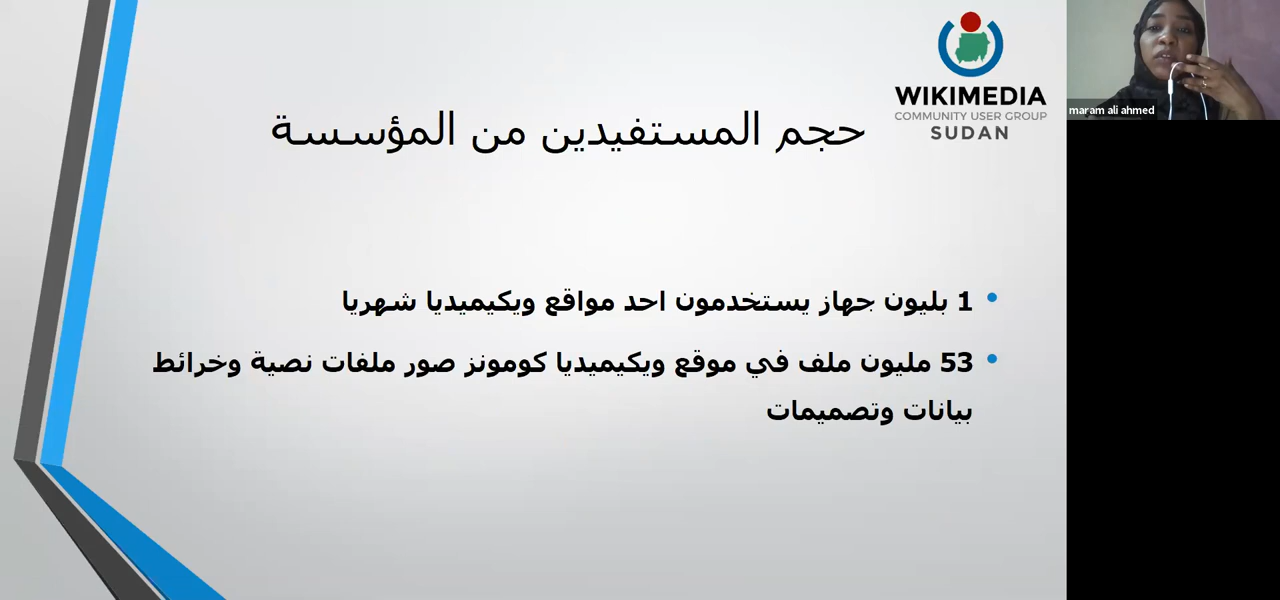 WIKIMEDIA
COMMUNITY USER GROUP
SUDAN
maram ali ahmed
حجم المستفيدين من المؤسسة
1 بليون جهاز يستخدمون احد مواقع ويكيميديا شهريا
53 مليون ملف في موقع ويكيميديا كومونز صور ملفات نصية وخرائط
بيانات وتصميمات